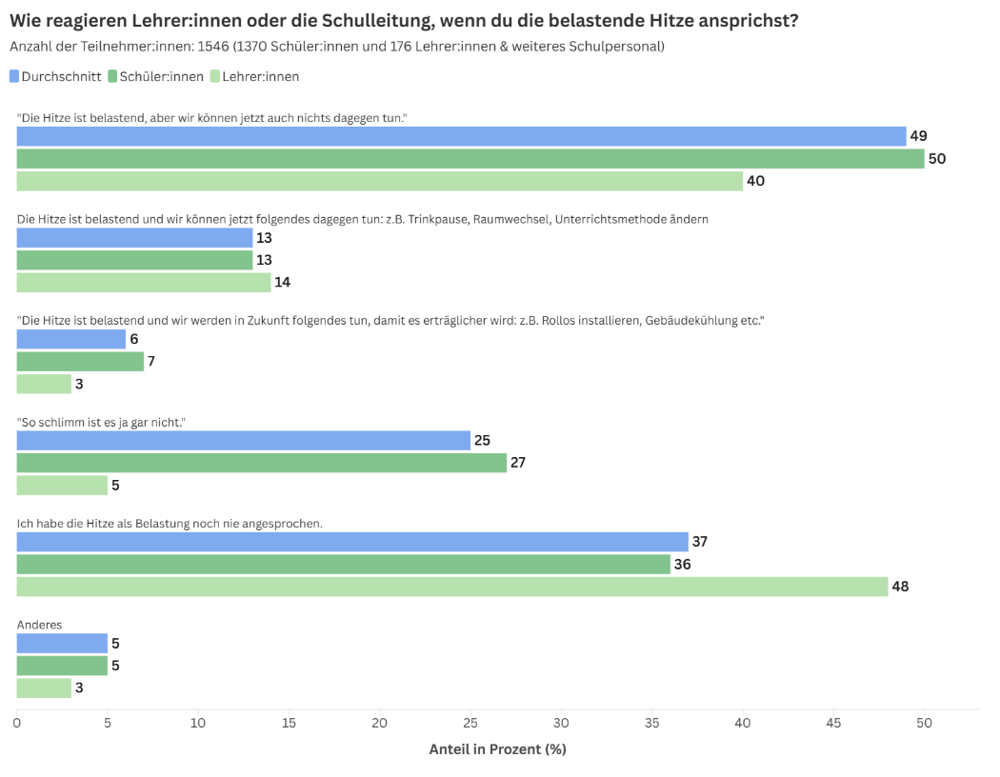 Wie reagieren Lehrer:innen oder die Schulleitung, wenn du die belastende Hitze ansprichst?
Anzahl der Teilnehmer:innen: 1546 (1370 Schüler:innen und 176 Lehrer:innen & weiteres Schulpersonal)
Durchschnitt Schüler:innen Lehrer:innen
"Die Hitze ist belastend, aber wir können jetzt auch nichts dagegen tun."
49
50
40
Die Hitze ist belastend und wir können jetzt folgendes dagegen tun: z.B. Trinkpause, Raumwechsel, Unterrichtsmethode ändern
13
13
14
"Die Hitze ist belastend und wir werden in Zukunft folgendes tun, damit es erträglicher wird: z.B. Rollos installieren, Gebäudekühlung etc."
6
7
3
"So schlimm ist es ja gar nicht."
25
27
5
Ich habe die Hitze als Belastung noch nie angesprochen.
37
36
48
Anderes
5
5
3
0 5 10 15 20 25 30 35 40 45 50
Anteil in Prozent (%)